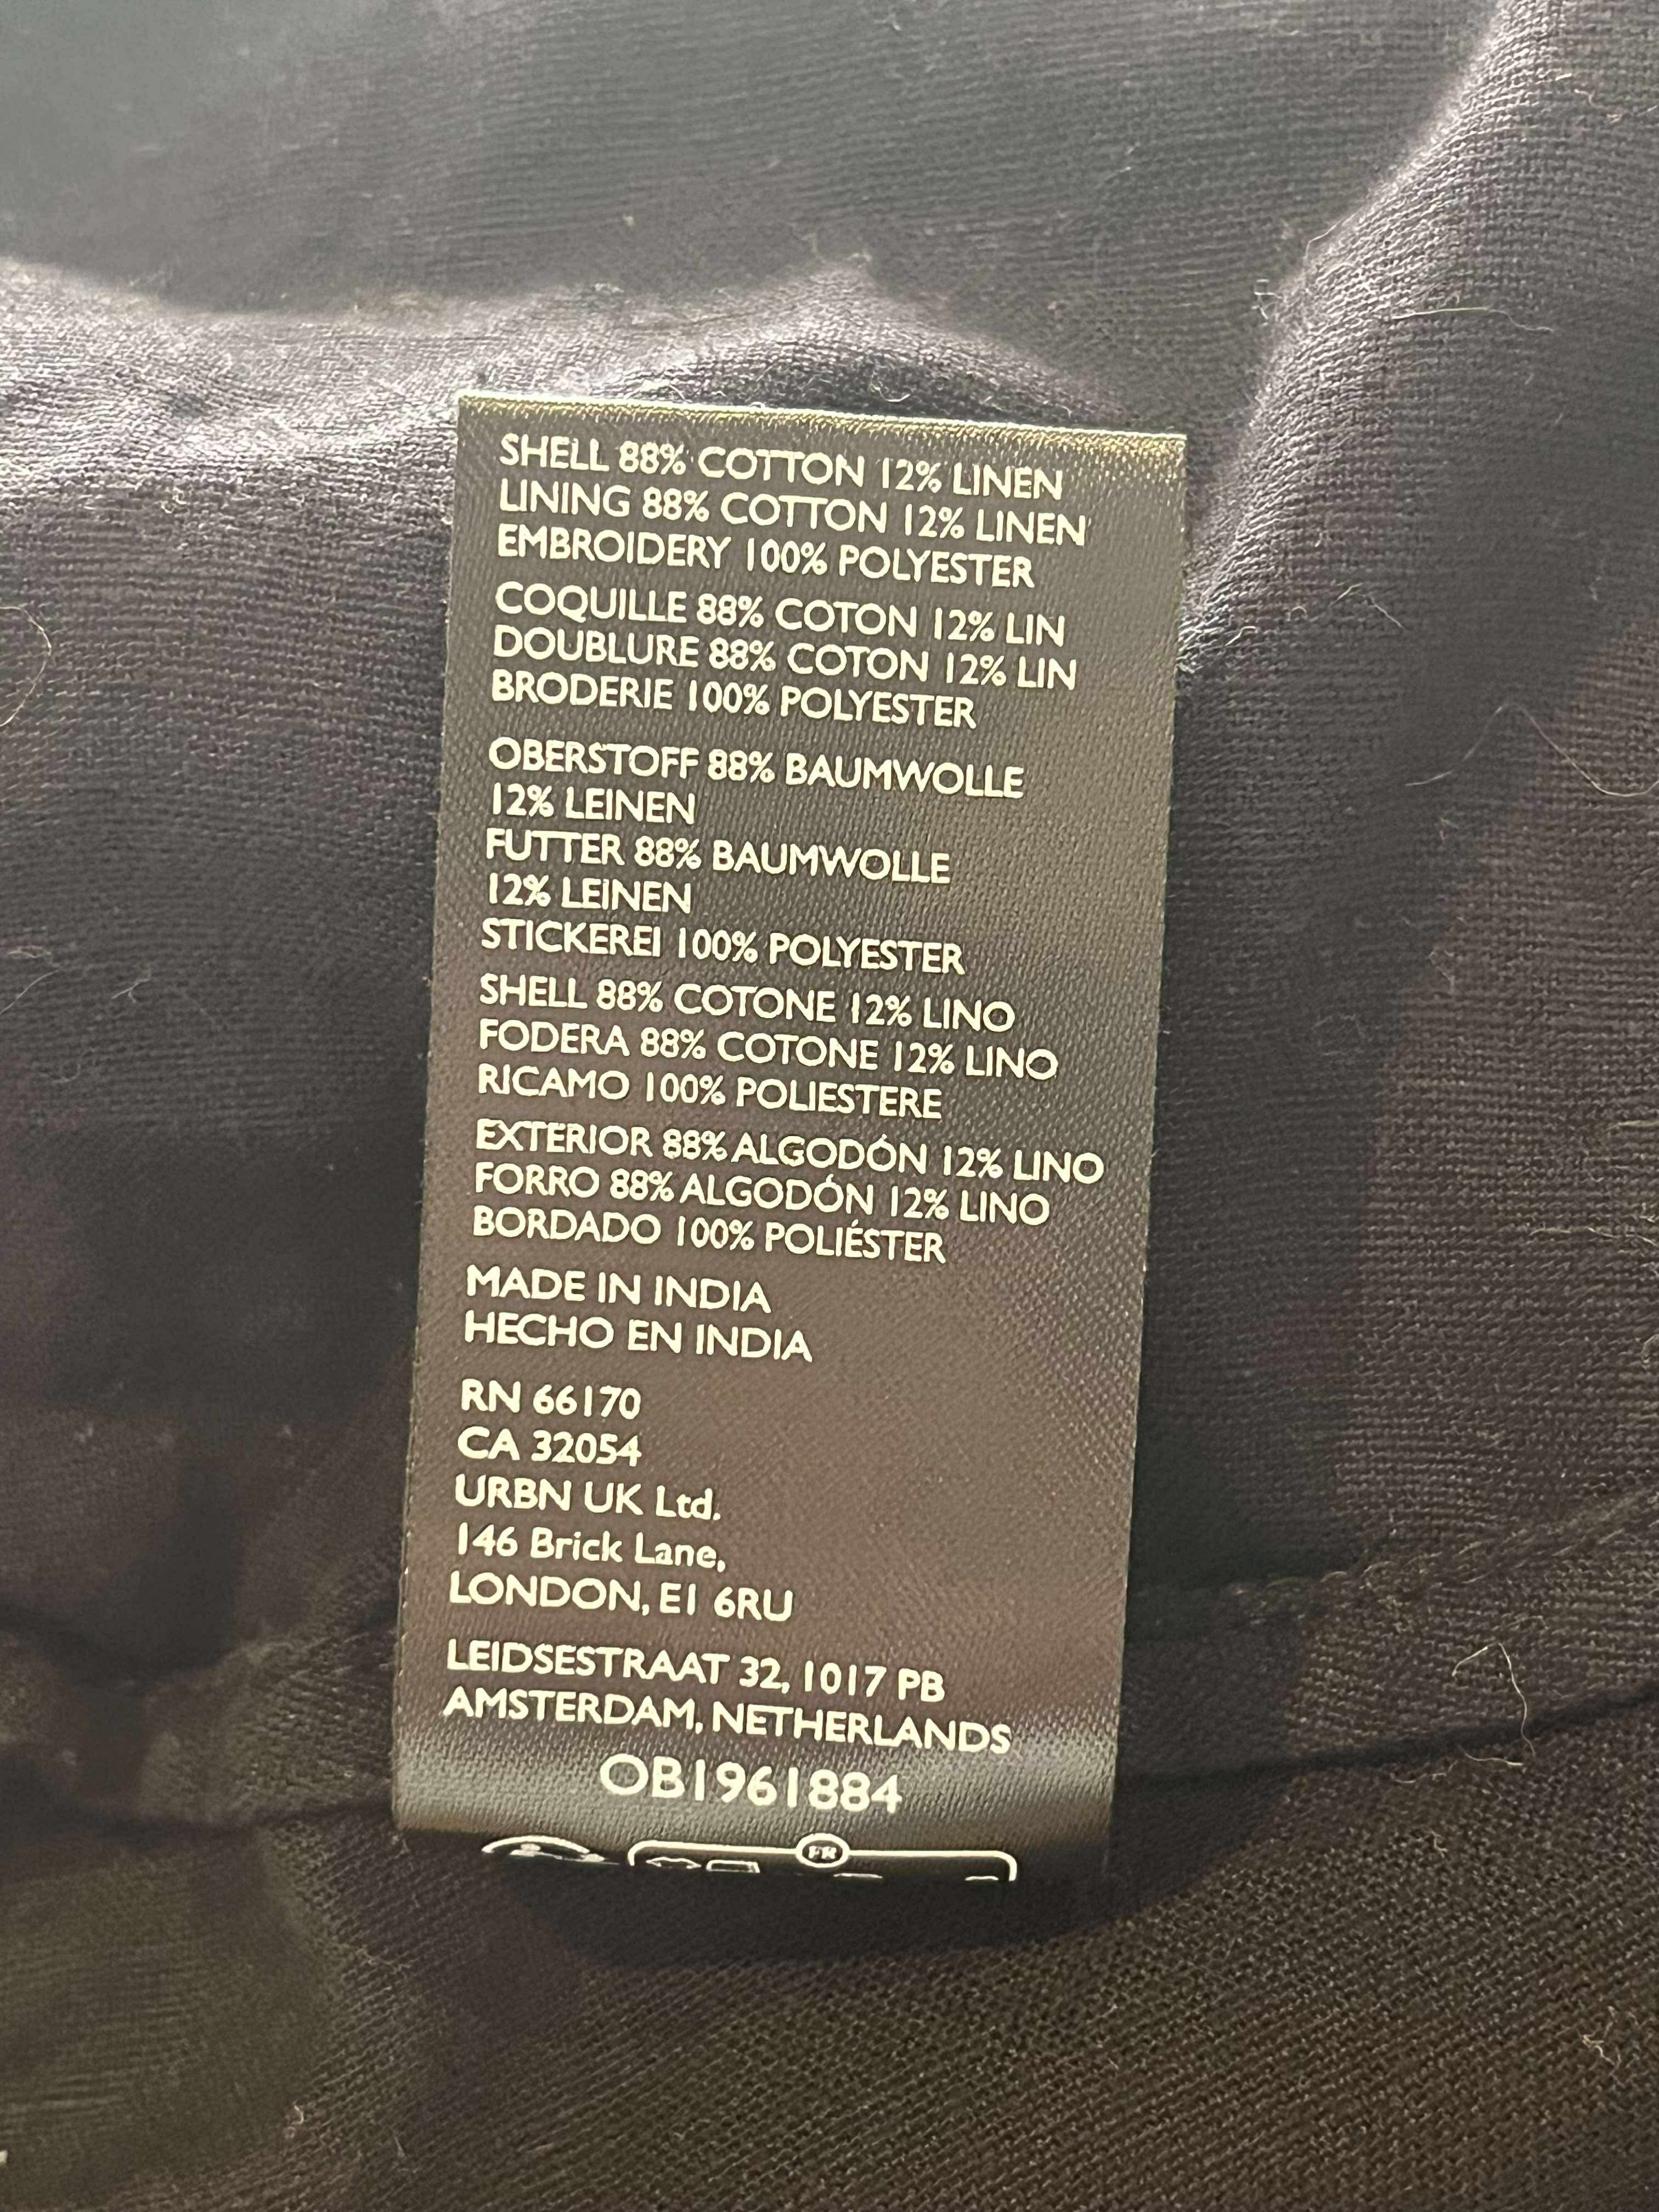 SHELL 88% COTTON 12% LINEN
LINING 88% COTTON 12% LINEN
EMBROIDERY 100% POLYESTER
COQUILLE 88% COTON 12% LIN
DOUBLURE 88% COTON 12% LIN
BRODERIE 100% POLYESTER
OBERSTOFF 88% BAUMWOLLE
12% LEINEN
FUTTER 88% BAUMWOLLE
12% LEINEN
STICKEREI 100% POLYESTER
SHELL 88% COTONE 12% LINO
FODERA 88% COTONE 12% LINO
RICAMO 100% POLIESTERE
EXTERIOR 88% ALGODÓN 12% LINO
FORRO 88% ALGODÓN 12% LINO
BORDADO 100% POLIÉSTER
MADE IN INDIA
HECHO EN INDIA
RN 66170
CA 32054
URBN UK Ltd.
146 Brick Lane,
LONDON, E1 6RU
LEIDSESTRAAT 32, 1017 PB
AMSTERDAM, NETHERLANDS
OB1961884
FR